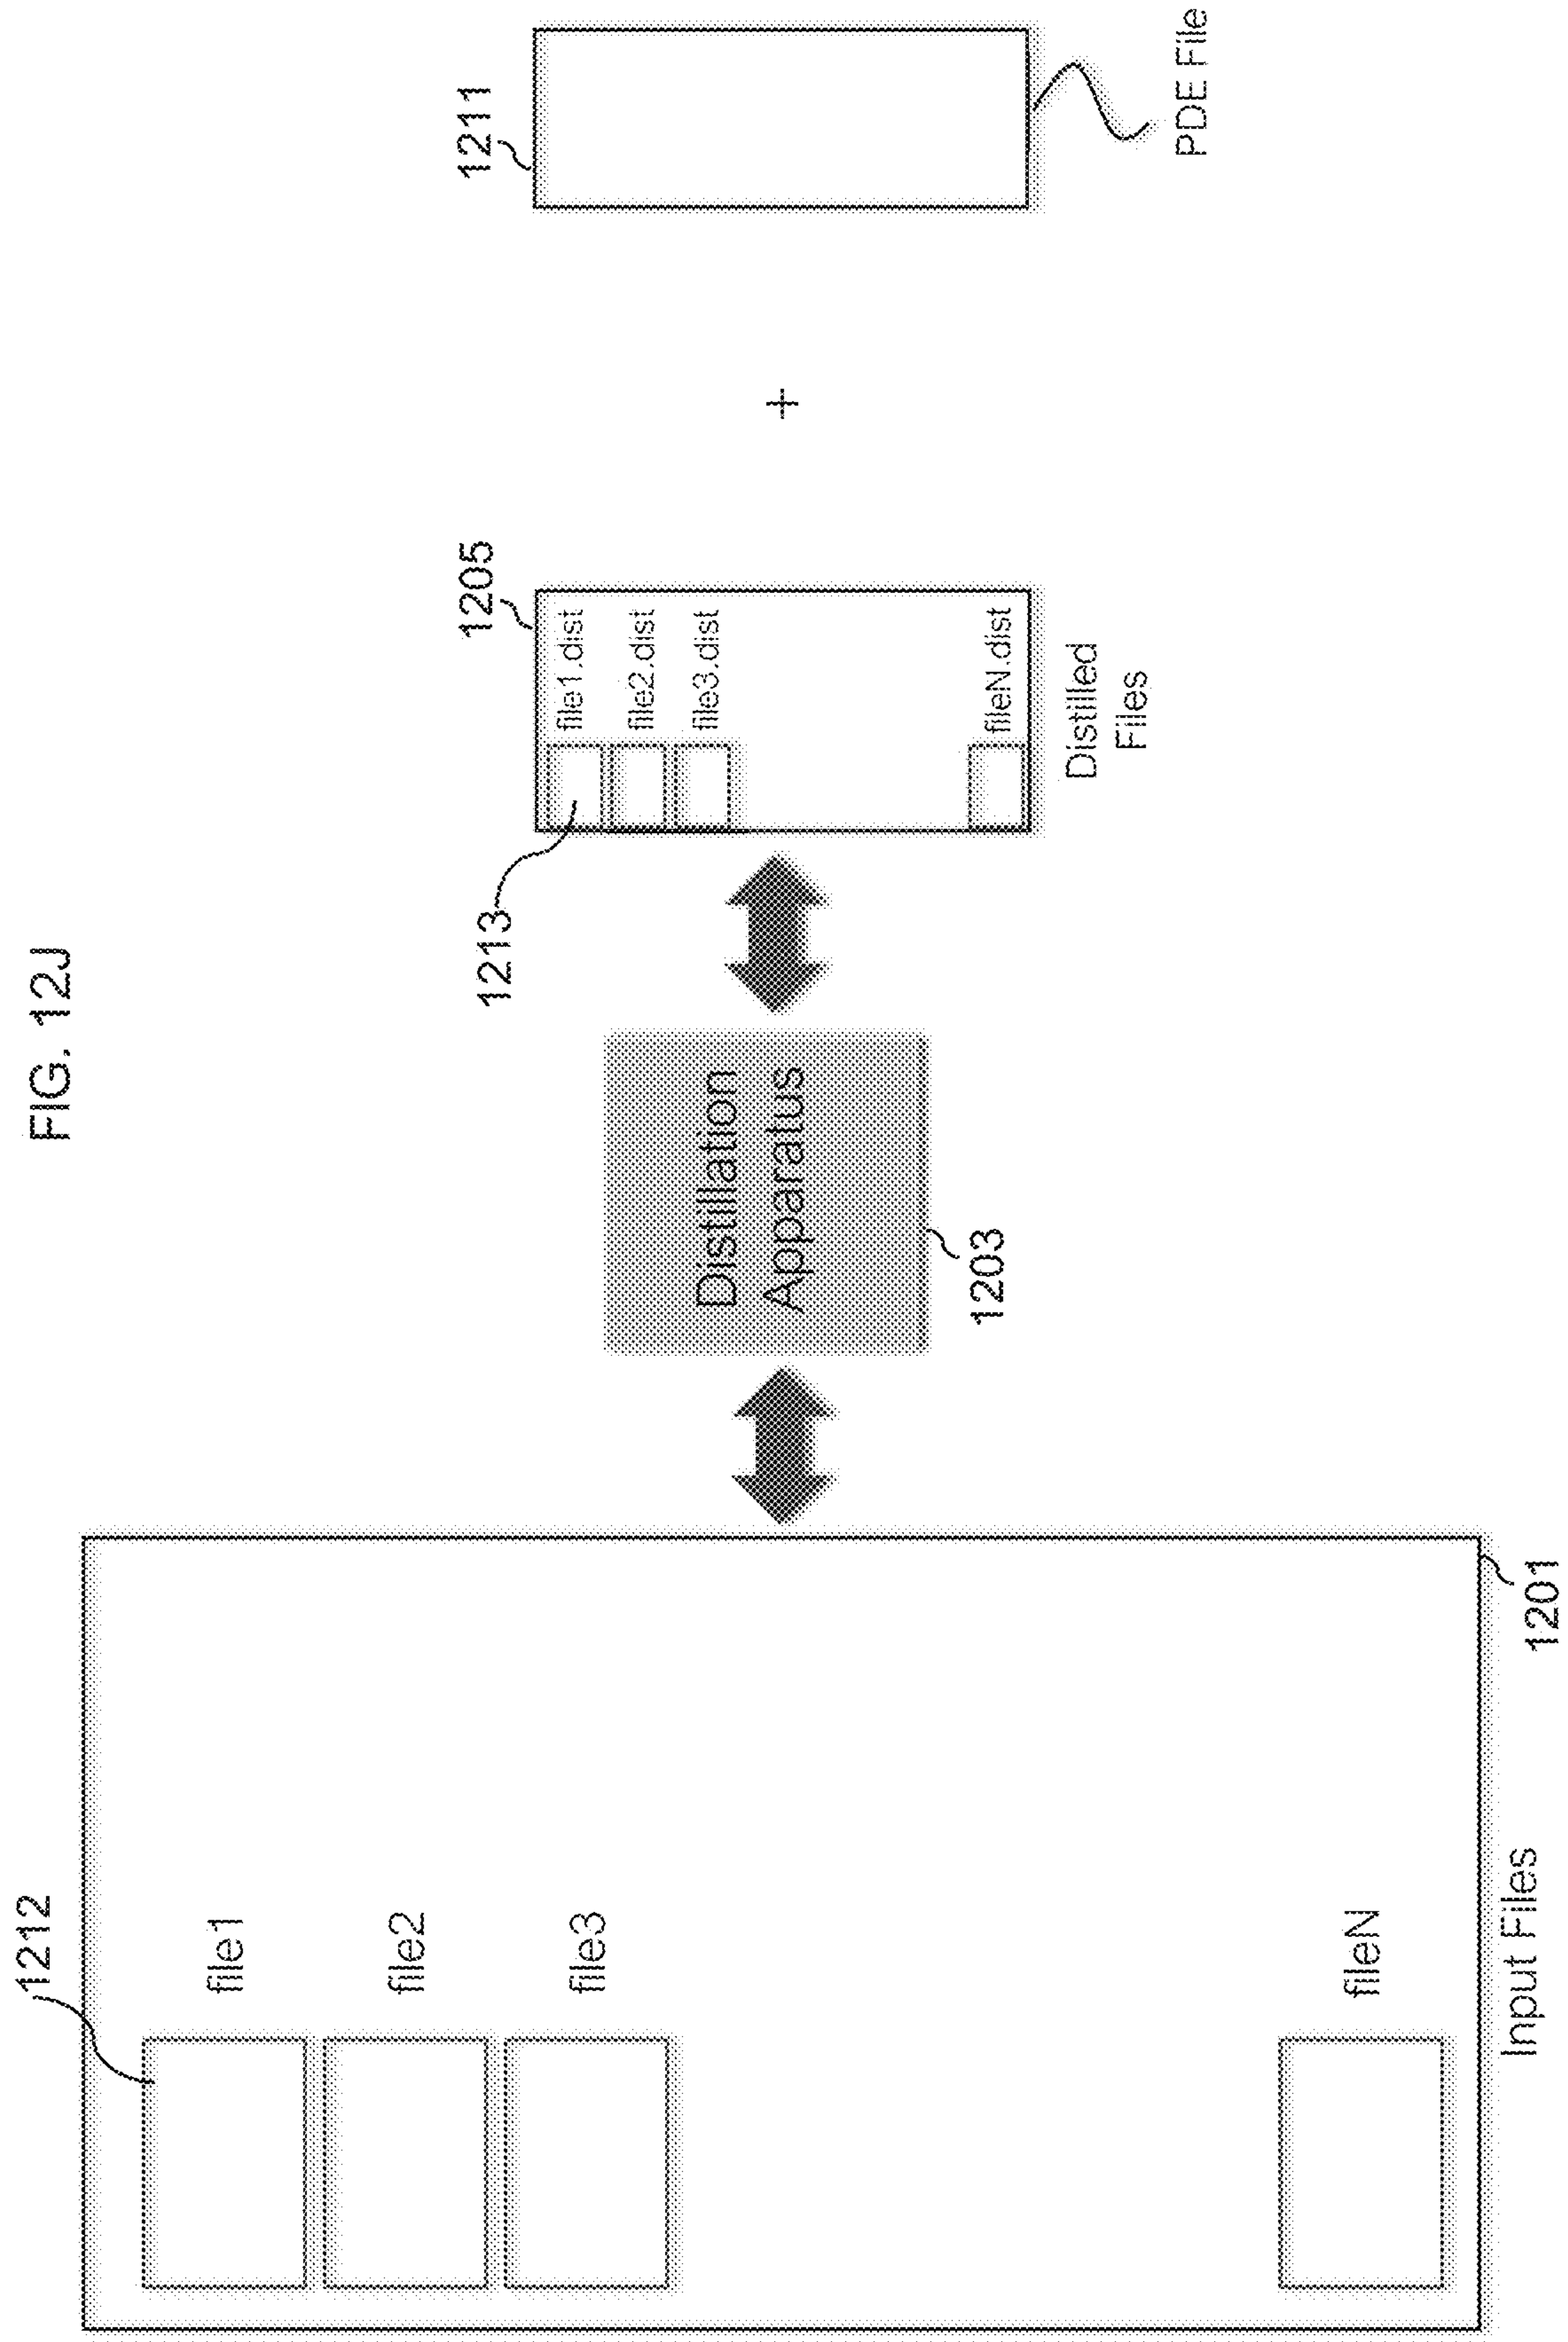 FIG. 12J
1212
file1
file2
file3
fileN
Input Files
1201
Distillation
Apparatus
1203
1213
1205
file1.dist
file2.dist
file3.dist
fileN.dist
Distilled
Files
+
1211
PDE File